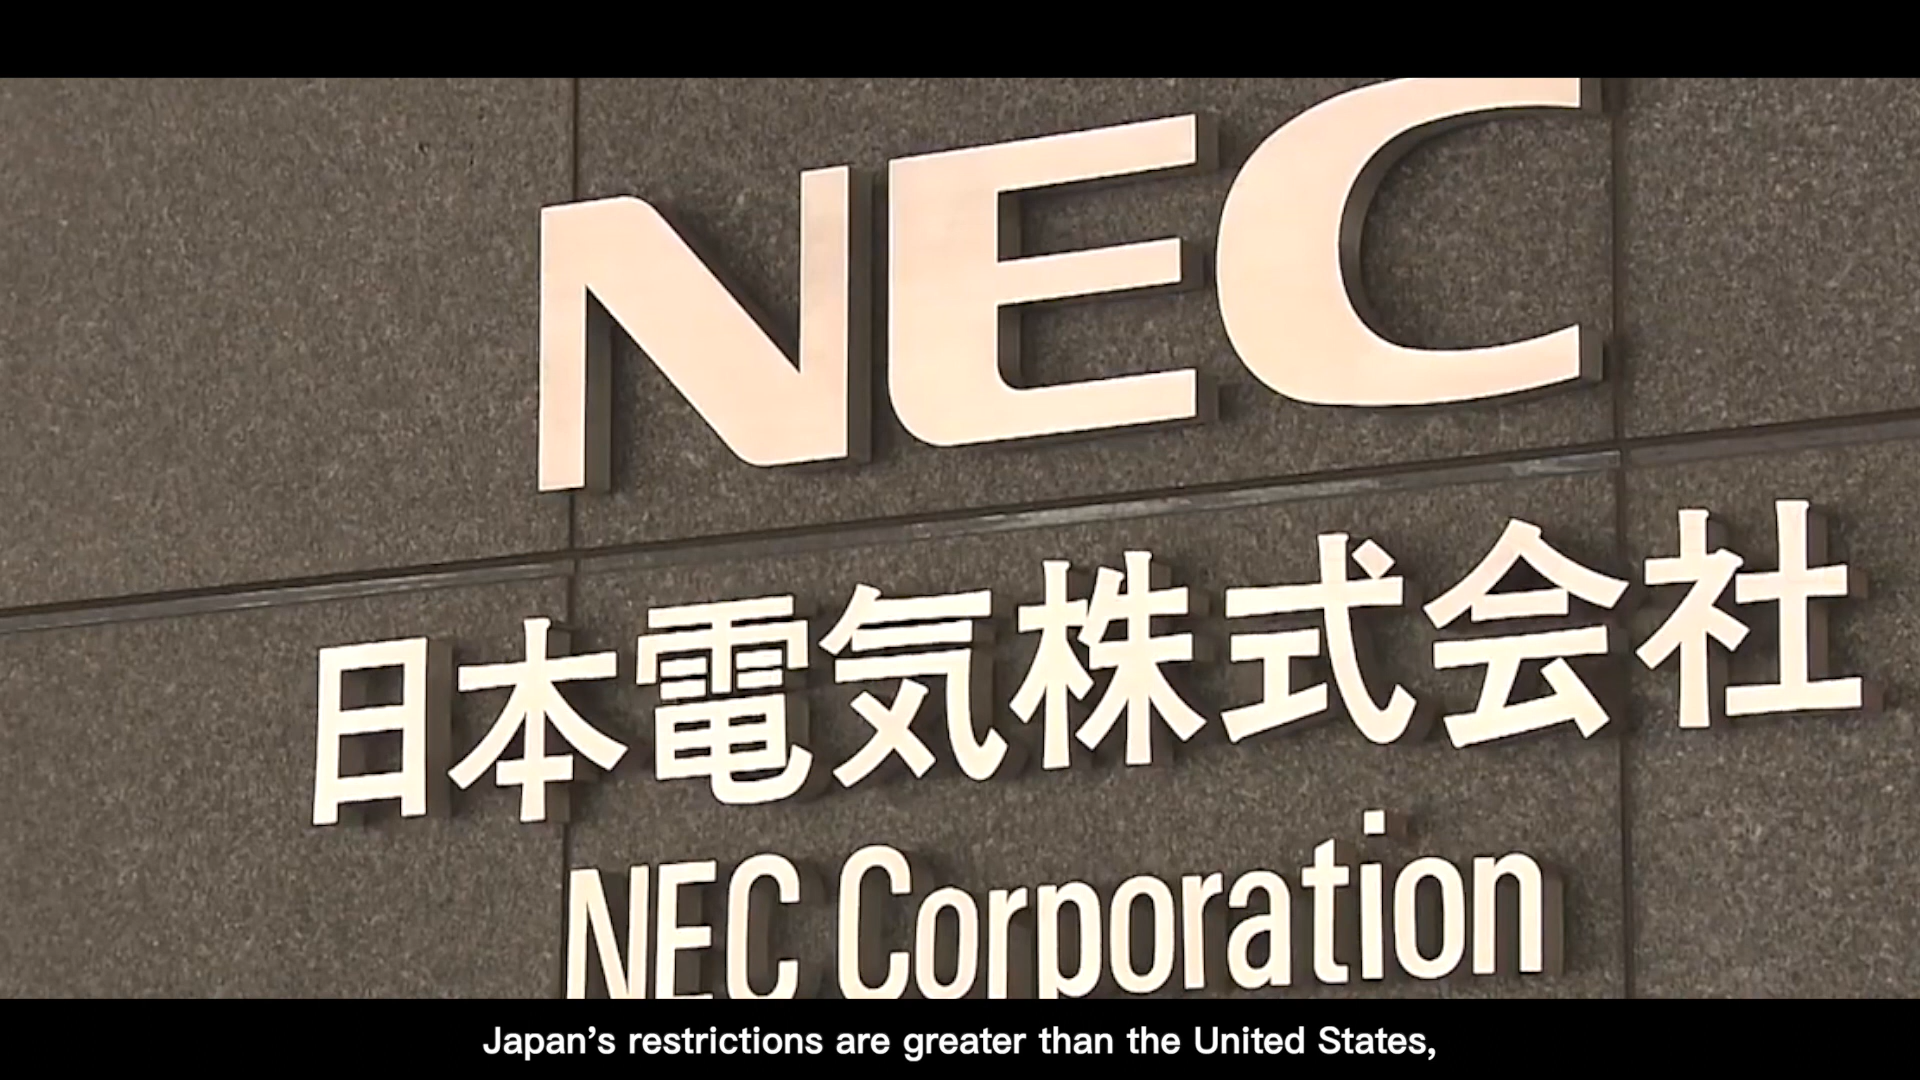 NEC
日本電気株式会社
NEC Corporation
Japan’s restrictions are greater than the United States,